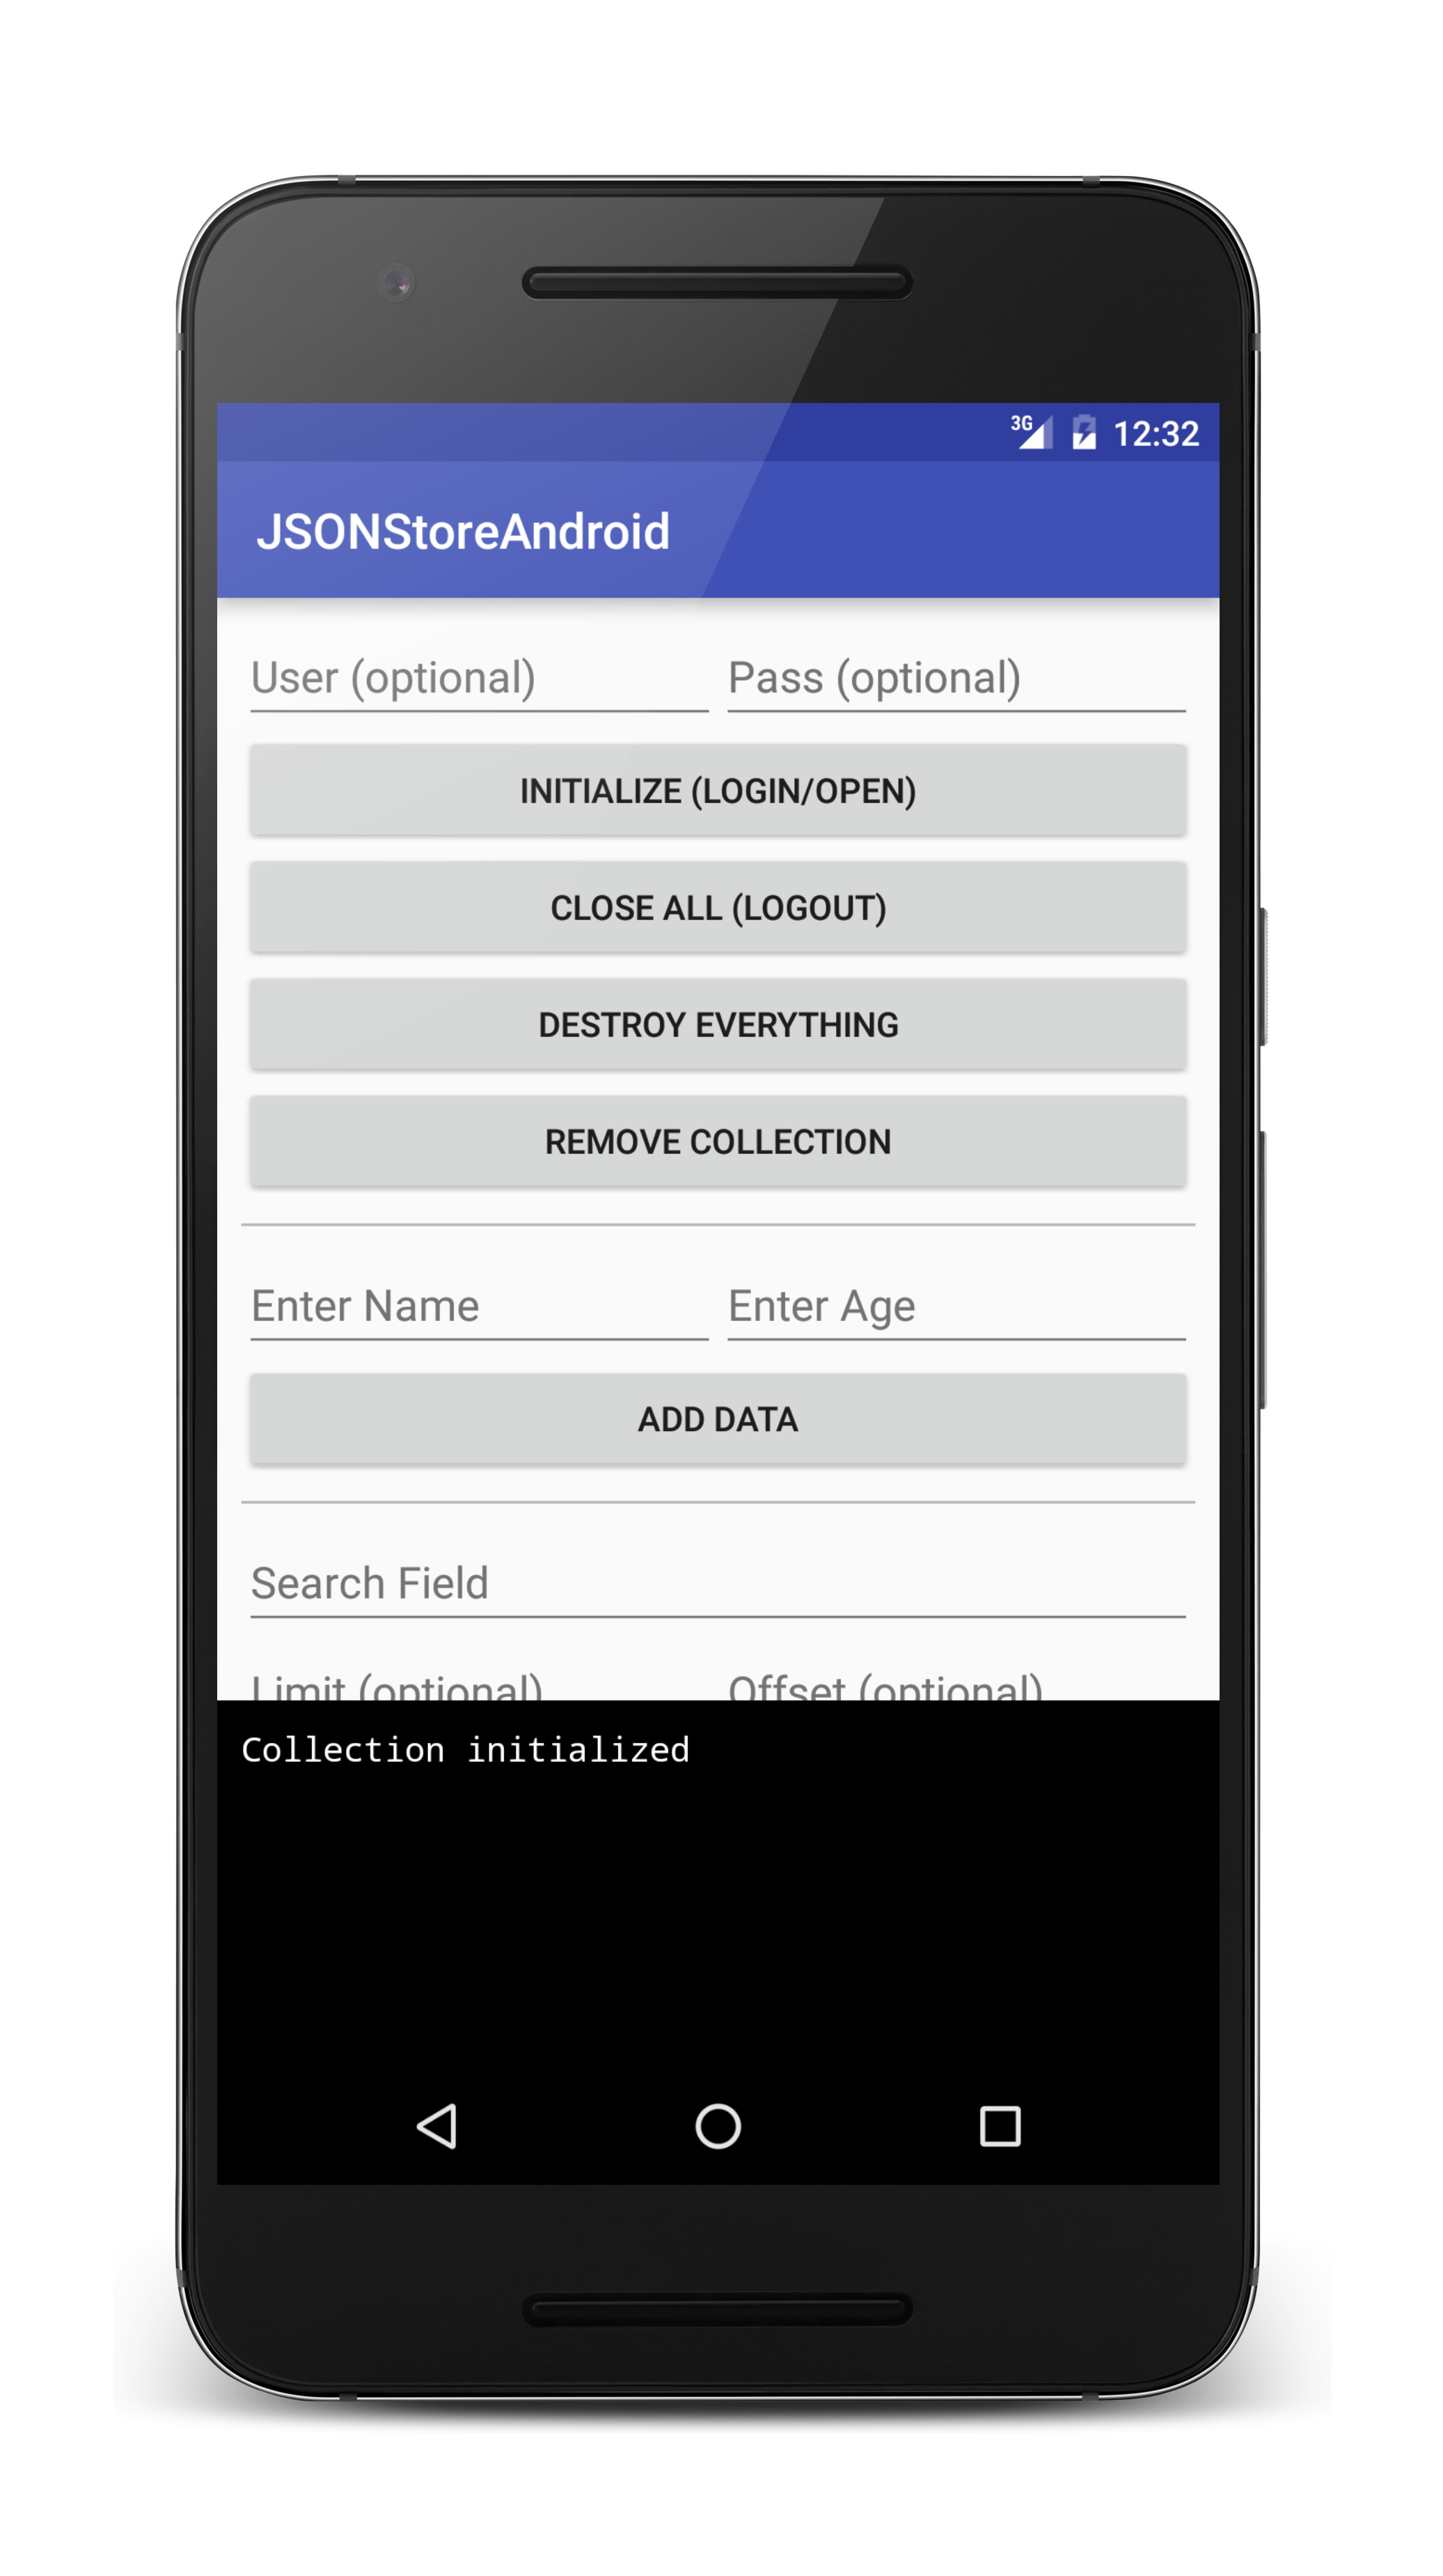 3G 12:32
JSONStoreAndroid
User (optional) Pass (optional)
INITIALIZE (LOGIN/OPEN)
CLOSE ALL (LOGOUT)
DESTROY EVERYTHING
REMOVE COLLECTION
Enter Name Enter Age
ADD DATA
Search Field
Limit (optional) Offset (optional)
Collection initialized